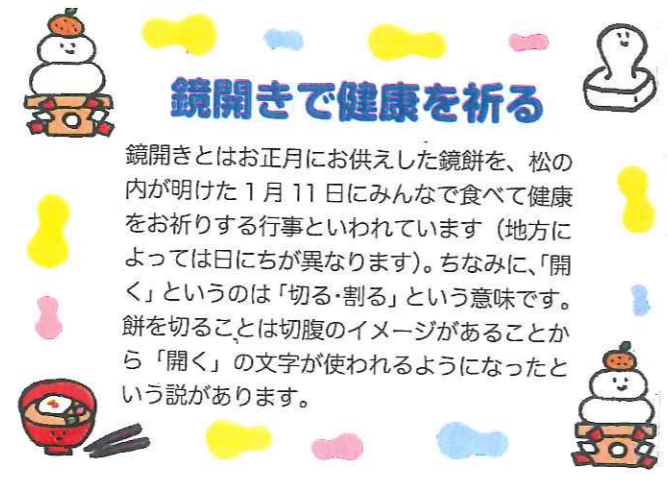 鏡開きで健康を祈る
鏡開きとはお正月にお供えした鏡餅を、松の
内が明けた1月11日にみんなで食べて健康
をお祈りする行事といわれています（地方に
よっては日にちが異なります）。ちなみに、「開
く」というのは「切る・割る」という意味です。
餅を切ることは切腹のイメージがあることか
ら「開く」の文字が使われるようになったと
いう説があります。